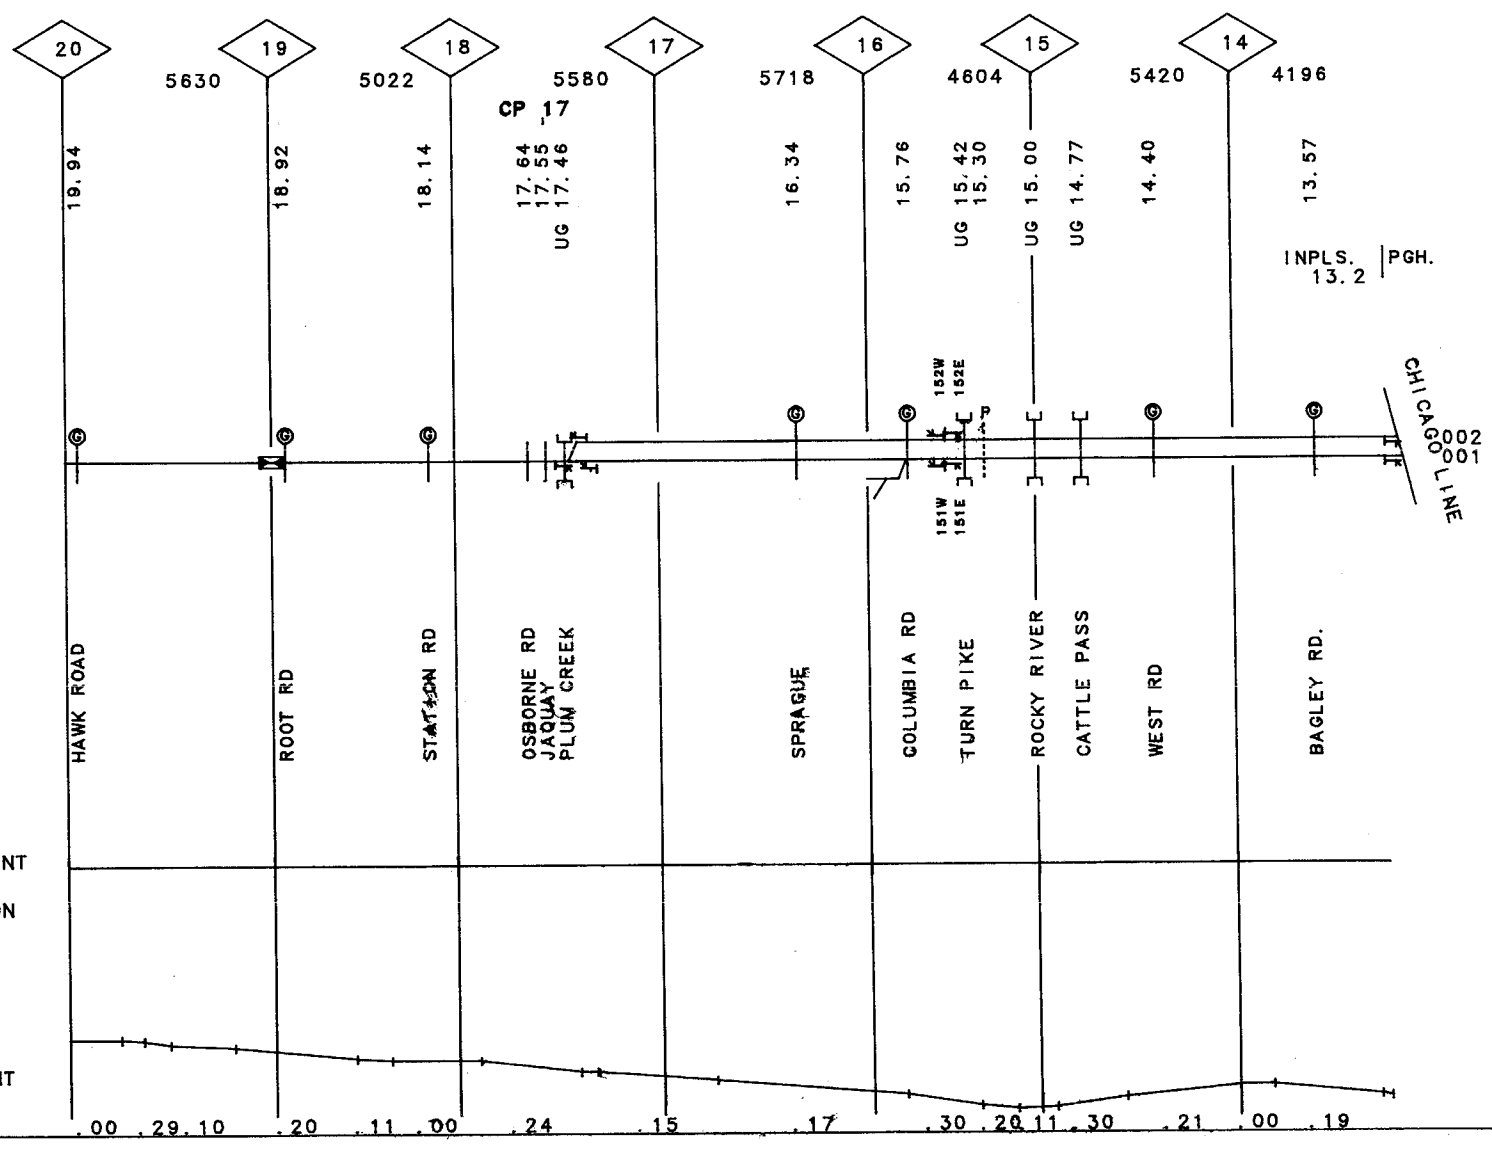 20 19 18 17 16 15 14
5630 5022 5580 5718 4604 5420 4196
CP 17
19.94
18.92
18.14
17.64
17.55
UG 17.46
16.34
15.76
UG 15.42
15.30
UG 15.00
UG 14.77
14.40
13.57
INPLS. PGH.
13.2
152W
152E
P
G G G G G G G
CHICAGO LINE
002
001
151W
151E
HAWK ROAD
ROOT RD
STATION RD
OSBORNE RD
JAQUAY
PLUM CREEK
SPRAGUE
COLUMBIA RD
TURN PIKE
ROCKY RIVER
CATTLE PASS
WEST RD
BAGLEY RD.
NT
N
T
.00 .29 .10 .20 .11 .00 .24 .15 .17 .30 .20 .11 .30 .21 .00 .19